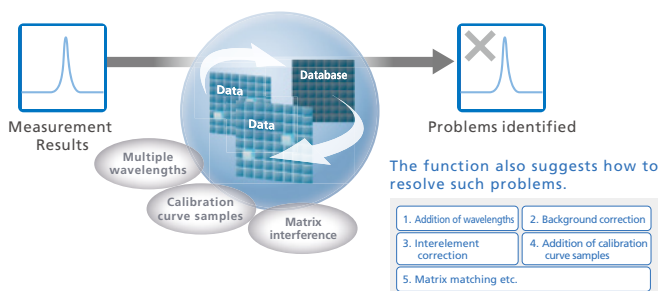 Measurement
Results
Data
Data
Database
Multiple
wavelengths
Calibration
curve samples
Matrix
interference
Problems identified
The function also suggests how to
resolve such problems.
1. Addition of wavelengths
2. Background correction
3. Interelement
correction
4. Addition of calibration
curve samples
5. Matrix matching etc.